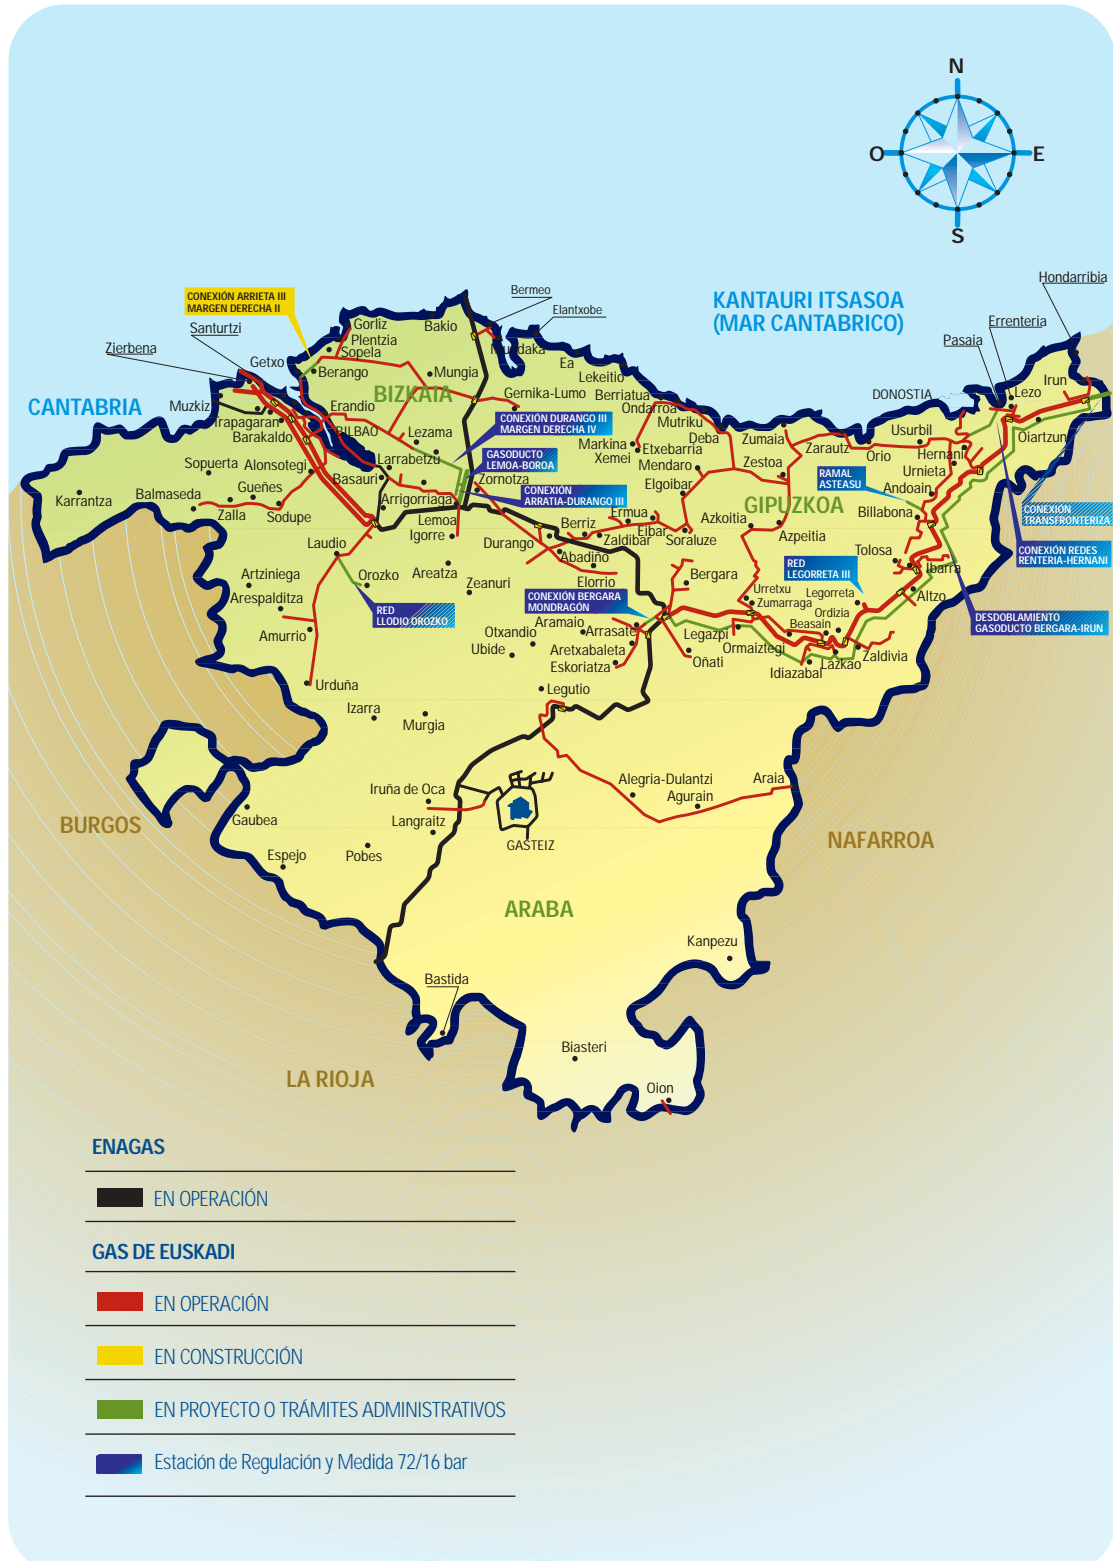 N
O
E
S
Hondarribia
KANTAURI ITSASOA
(MAR CANTABRICO)
Errenteria
Pasaia
CONEXIÓN ARRIETA III
MARGEN DERECHA II
Bermeo
Elantxobe
Santurtzi
Zierbena
Gorliz
Bakio
Plentzia
Sopela
Mundaka
Getxo
Berango
Mungia
Ea
Lekeitio
Irun
Lezo
BIZKAIA
Gernika-Lumo
Berriatua
Ondarroa
DONOSTIA
CANTABRIA
Muzkiz
Erandio
Trapagaran
Barakaldo
BILBAO
CONEXIÓN DURANGO III
MARGEN DERECHA IV
Mutriku
Deba
Zumaia
Zarautz
Orio
Usurbil
Oiartzun
Lezama
Markina
Xemei
Etxebarria
Hernani
GASODUCTO
LEMOA-BOROA
Larrabetzu
Sopuerta
Alonsotegi
Mendaro
Zestoa
Urnieta
Basauri
Zornotza
RAMAL
ASTEASU
Andoain
Karrantza
Balmaseda
Gueñes
Zalla
Sodupe
Arrigorriaga
CONEXIÓN
ARRATIA-DURANGO III
Elgoibar
GIPUZKOA
Billabona
CONEXIÓN
TRANSFRONTERIZA
Lemoa
Igorre
Berriz
Ermua
Eibar
Zaldibar
Soraluze
Azkoitia
Azpeitia
Laudio
Durango
Abadiño
Tolosa
Ibarra
CONEXIÓN REDES
RENTERIA-HERNANI
Artziniega
Orozko
Areatza
Zeanuri
Elorrio
Bergara
RED
LEGORRETA III
Altzo
Arespalditza
RED
LLODIO OROZKO
CONEXIÓN BERGARA
MONDRAGÓN
Urretxu
Zumarraga
Legorreta
Ordizia
Beasain
DESDOBLAMIENTO
GASODUCTO BERGARA-IRUN
Amurrio
Otxandio
Ubide
Aramaio
Arrasate
Aretxabaleta
Eskoriatza
Legazpi
Ormaiztegi
Oñati
Idiazabal
Lazkao
Zaldivia
Urduña
Legutio
Izarra
Murgia
Iruña de Oca
Alegria-Dulantzi
Agurain
Araia
BURGOS
Gaubea
Langraitz
GASTEIZ
NAFARROA
Espejo
Pobes
ARABA
Kanpezu
Bastida
Biasteri
LA RIOJA
Oion
ENAGAS
EN OPERACIÓN
GAS DE EUSKADI
EN OPERACIÓN
EN CONSTRUCCIÓN
EN PROYECTO O TRÁMITES ADMINISTRATIVOS
Estación de Regulación y Medida 72/16 bar